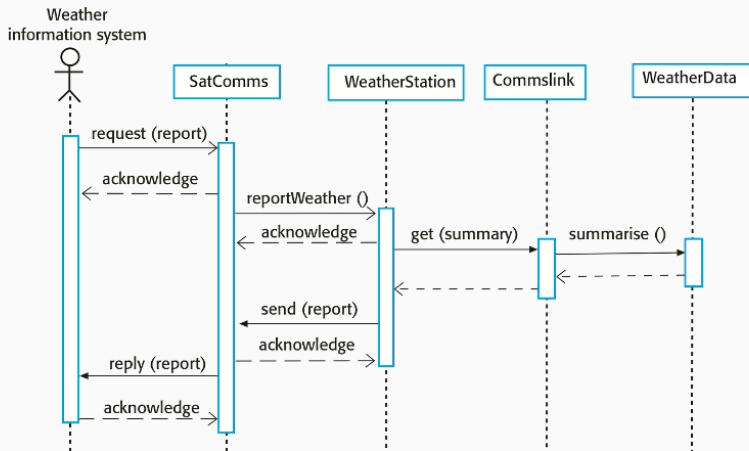 Weather
information system
SatComms
WeatherStation
Commslink
WeatherData
request (report)
acknowledge
reportWeather ()
acknowledge
get (summary)
summarise ()
send (report)
acknowledge
reply (report)
acknowledge